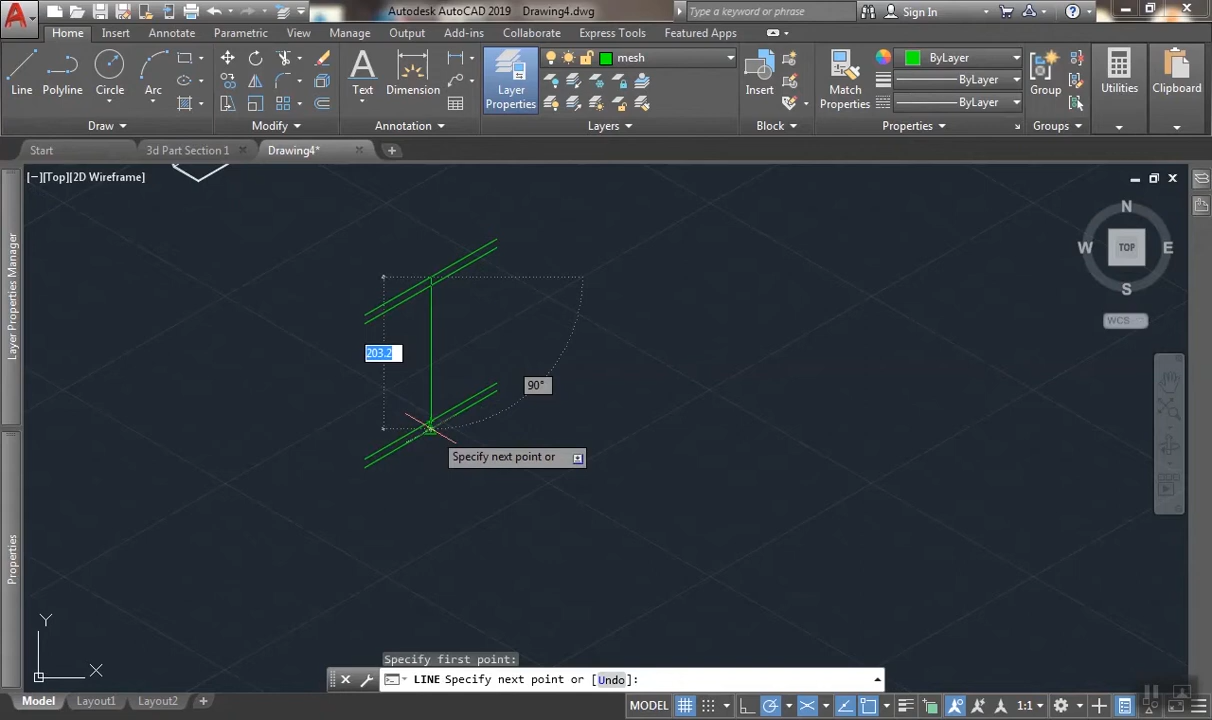 Autodesk AutoCAD 2019 Drawing4.dwg
Type a keyword or phrase
Sign In
Home Insert Annotate Parametric View Manage Output Add-ins Collaborate Express Tools Featured Apps
mesh
ByLayer
ByLayer
ByLayer
Line Polyline Circle Arc
Text Dimension
Layer
Properties
Insert
Match
Properties
Group
Utilities
Clipboard
Draw Modify Annotation Layers Block Properties Groups
Start 3d Part Section 1 Drawing4*
[−][Top][2D Wireframe]
N
W TOP E
S
WCS
Layer Properties Manager
Properties
203.2
90°
Specify next point or
Y
X
Specify first point:
LINE Specify next point or [Undo]:
Model Layout1 Layout2
MODEL 1:1